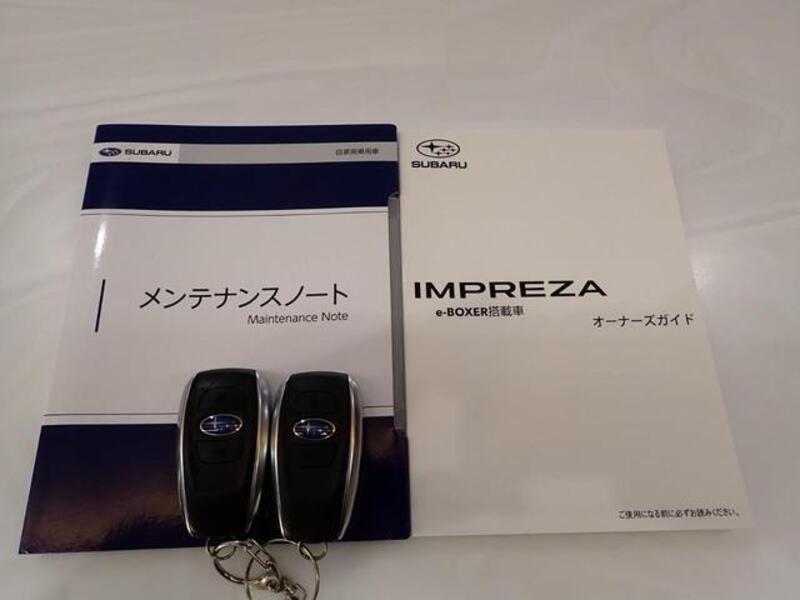 SUBARU
自家用乗用車
メンテナンスノート
Maintenance Note
SUBARU
IMPREZA
e-BOXER搭載車
オーナーズガイド
ご使用になる前に必ずお読みください。